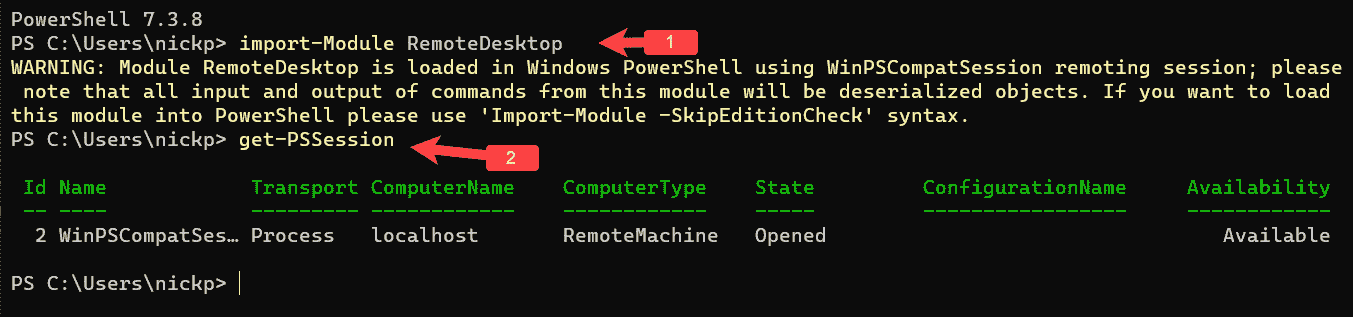 PowerShell 7.3.8
PS C:\Users\nickp> import-Module RemoteDesktop
1
WARNING: Module RemoteDesktop is loaded in Windows PowerShell using WinPSCompatSession remoting session; please
note that all input and output of commands from this module will be deserialized objects. If you want to load
this module into PowerShell please use 'Import-Module -SkipEditionCheck' syntax.
PS C:\Users\nickp> get-PSSession
2
Id Name Transport ComputerName ComputerType State ConfigurationName Availability
-- ---- --------- ------------ ------------ ----- ----------------- ------------
2 WinPSCompatSes… Process localhost RemoteMachine Opened Available
PS C:\Users\nickp>